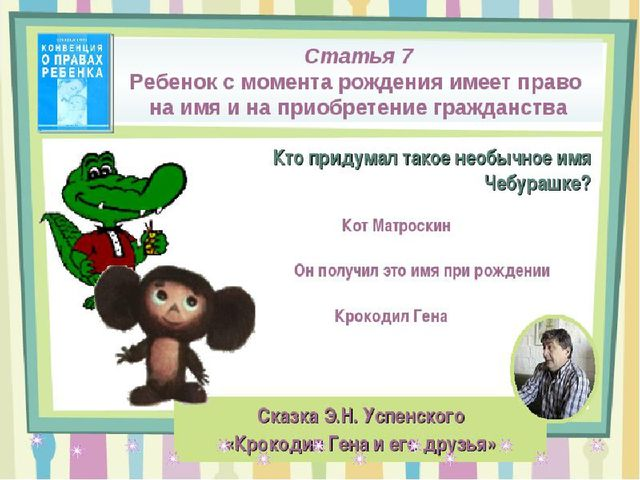 КОНВЕНЦИЯ
О ПРАВАХ
РЕБЕНКА
Статья 7
Ребенок с момента рождения имеет право
на имя и на приобретение гражданства
Кто придумал такое необычное имя
Чебурашке?
Кот Матроскин
Он получил это имя при рождении
Крокодил Гена
Сказка Э.Н. Успенского
«Крокодил Гена и его друзья»